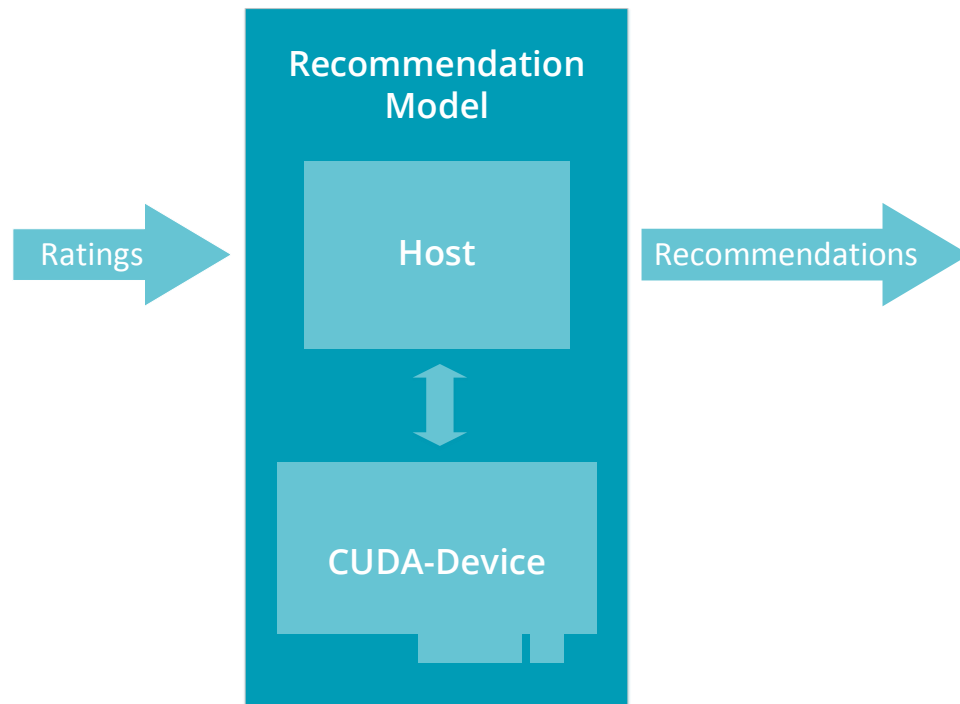 Recommendation
Model
Ratings
Host
Recommendations
CUDA-Device